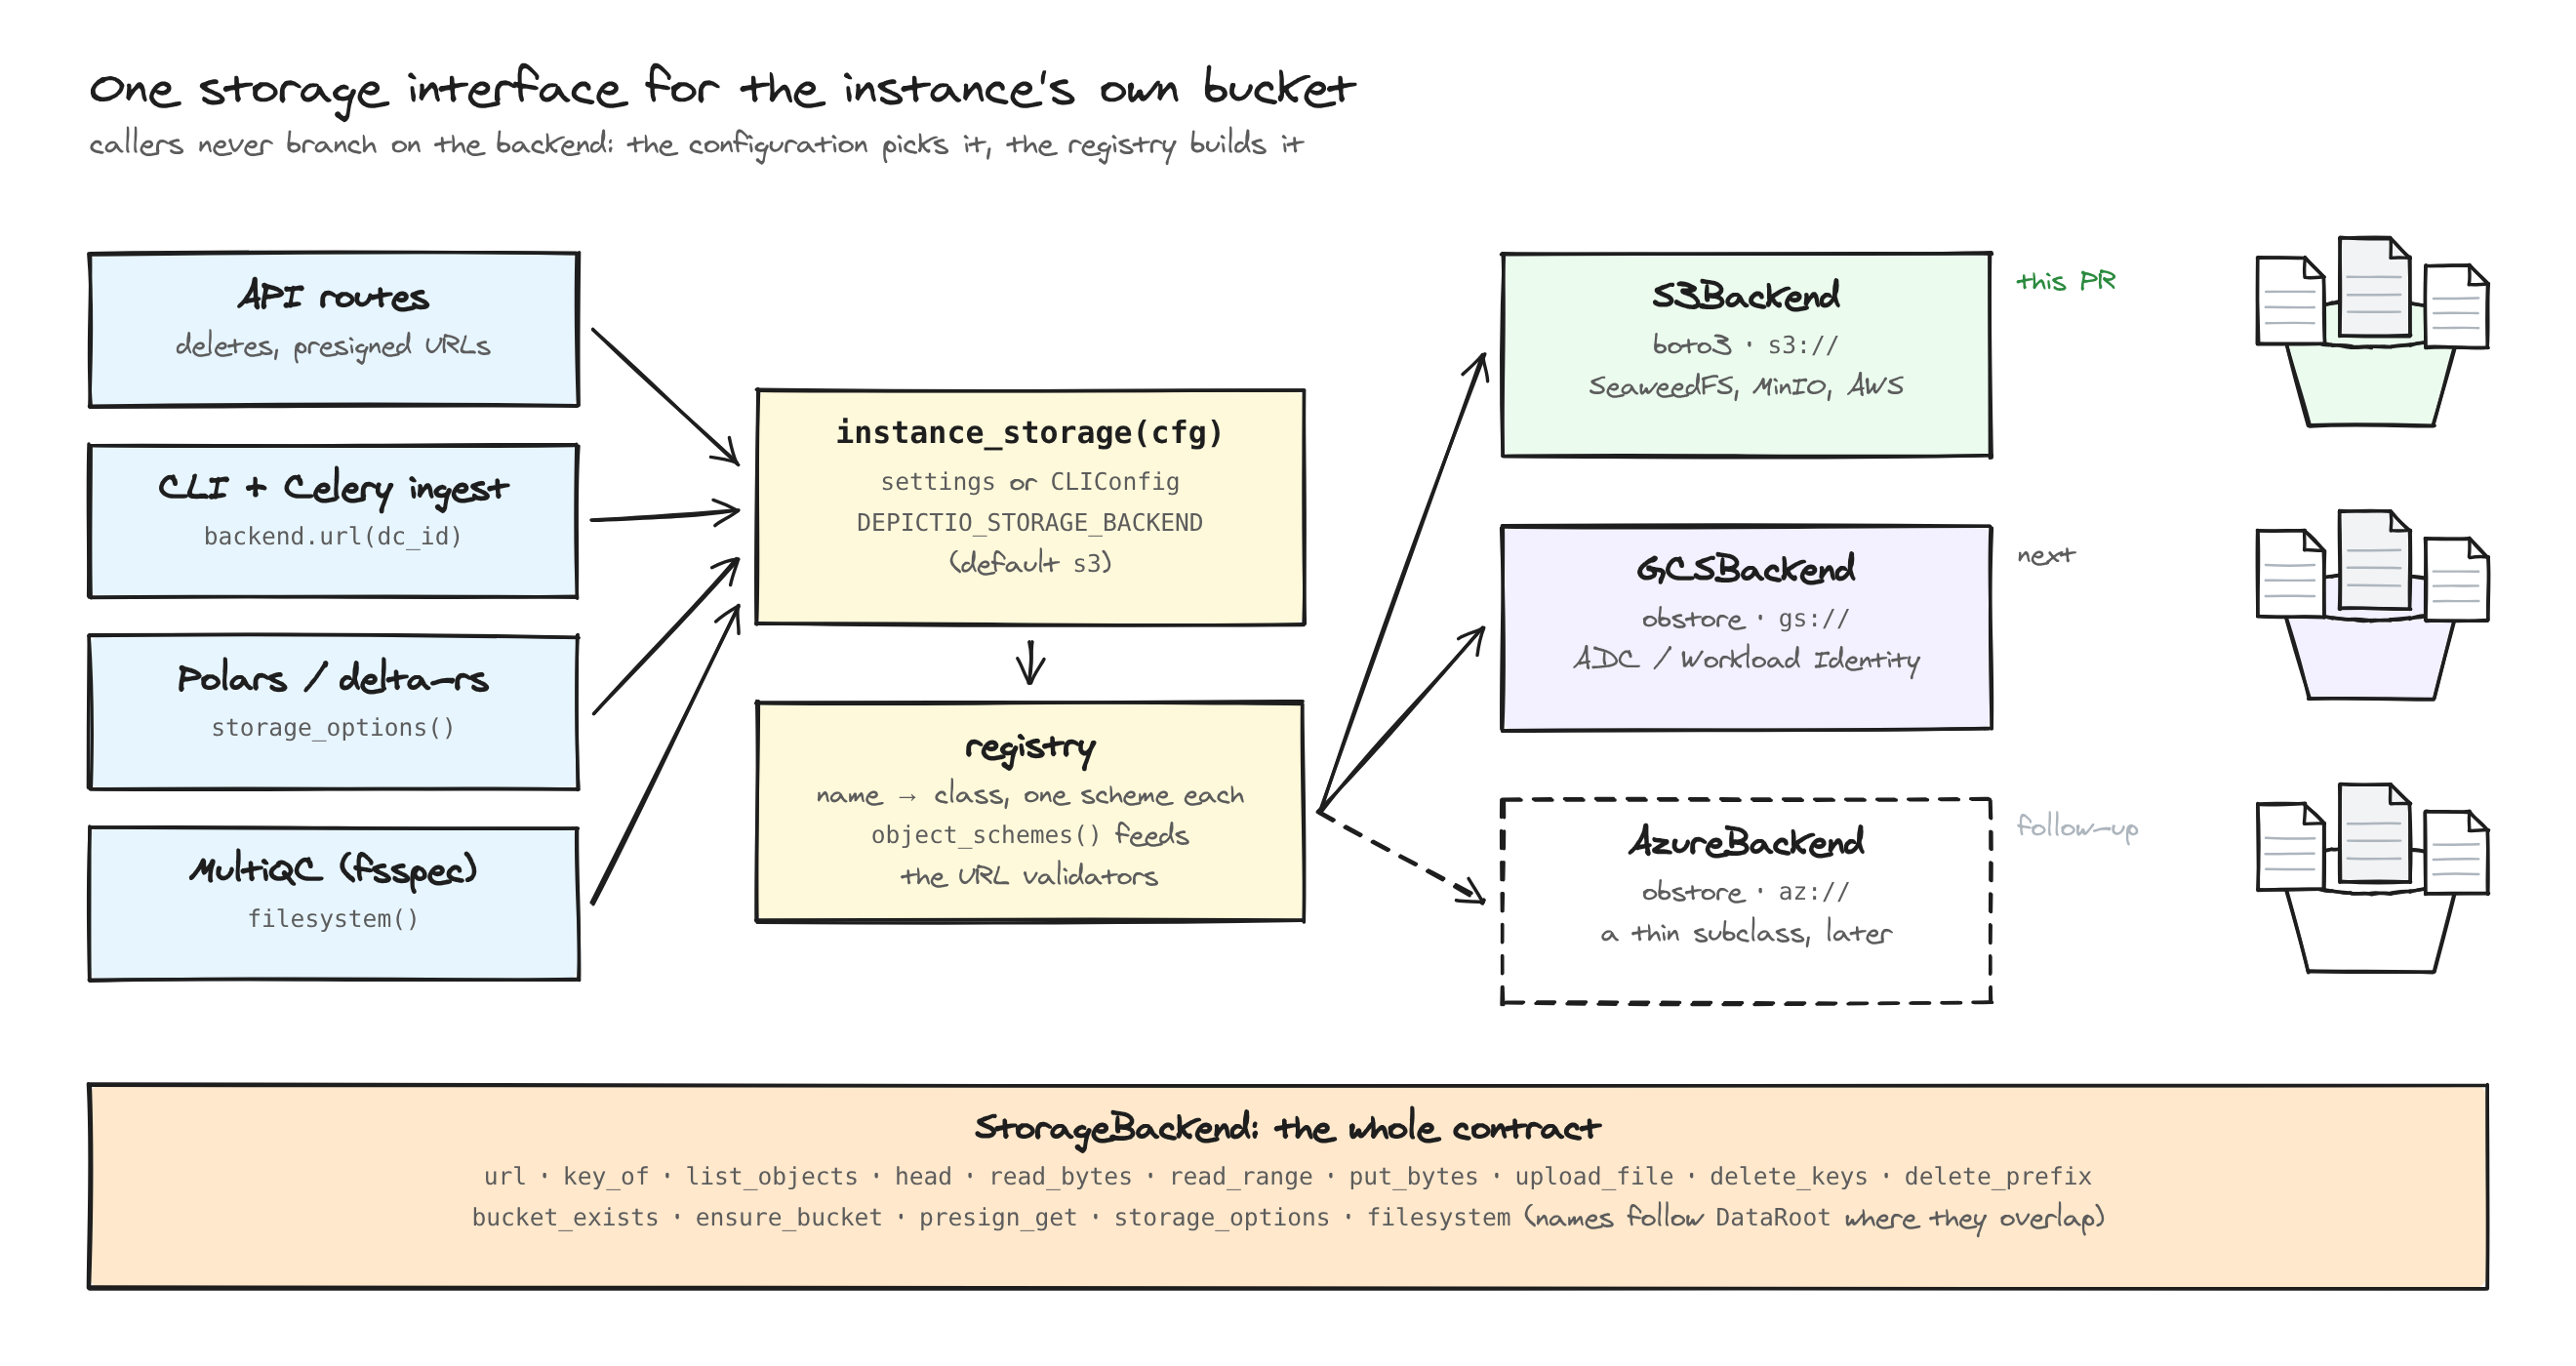 One storage interface for the instance's own bucket
callers never branch on the backend: the configuration picks it, the registry builds it
API routes
deletes, presigned URLs
CLI + Celery ingest
backend.url(dc_id)
Polars / delta-rs
storage_options()
MultiQC (fsspec)
filesystem()
instance_storage(cfg)
settings or CLIConfig
DEPICTIO_STORAGE_BACKEND
(default s3)
registry
name → class, one scheme each
object_schemes() feeds
the URL validators
S3Backend
boto3 · s3://
SeaweedFS, MinIO, AWS
this PR
GCSBackend
obstore · gs://
ADC / Workload Identity
next
AzureBackend
obstore · az://
a thin subclass, later
follow-up
StorageBackend: the whole contract
url · key_of · list_objects · head · read_bytes · read_range · put_bytes · upload_file · delete_keys · delete_prefix
bucket_exists · ensure_bucket · presign_get · storage_options · filesystem (names follow DataRoot where they overlap)